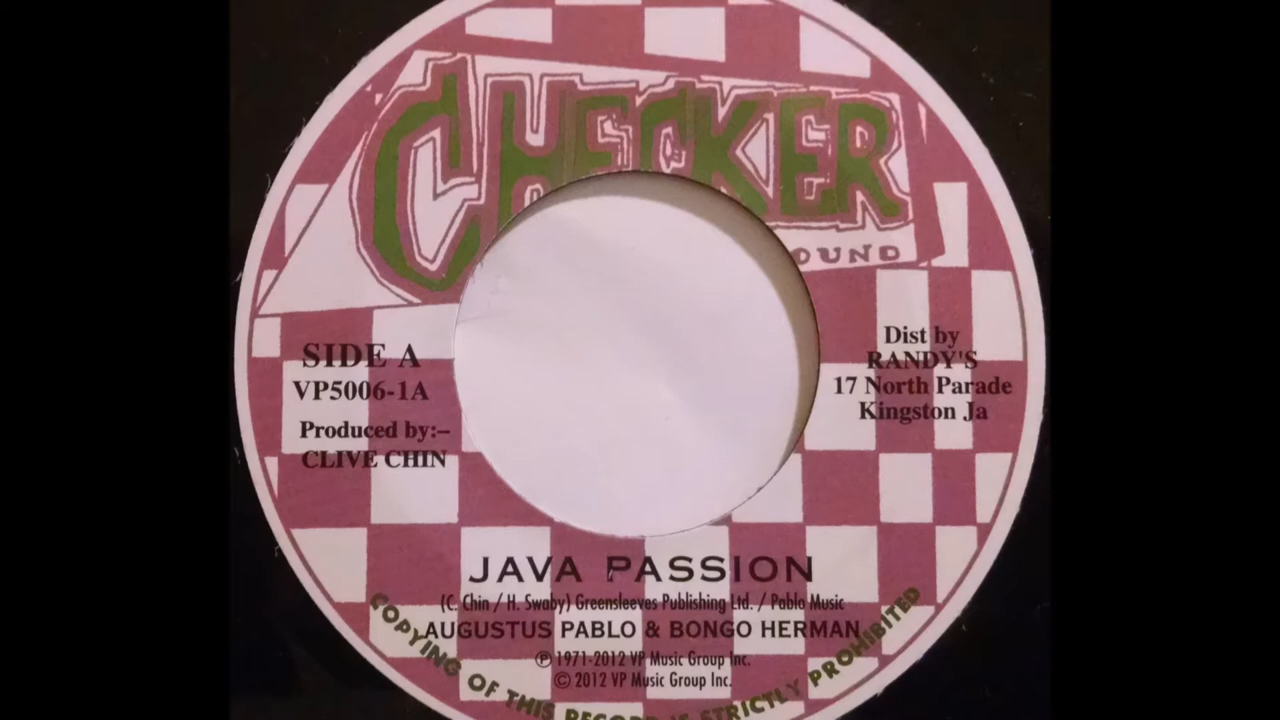 CHECKER
OUND
SIDE A
VP5006-1A
Produced by:-
CLIVE CHIN
Dist by
RANDY'S
17 North Parade
Kingston Ja
JAVA PASSION
(C. Chin / H. Swaby) Greensleeves Publishing Ltd. / Pablo Music
AUGUSTUS PABLO & BONGO HERMAN
℗ 1971-2012 VP Music Group Inc.
© 2012 VP Music Group Inc.
COPYING OF THIS RECORD IS STRICTLY PROHIBITED